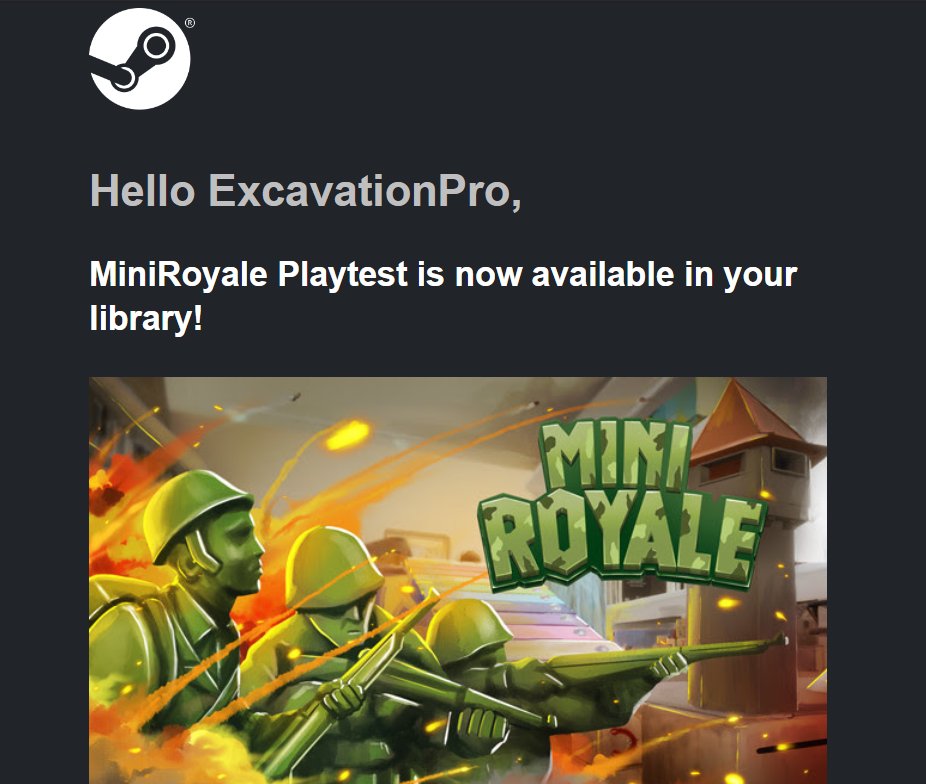 ®
Hello ExcavationPro,
MiniRoyale Playtest is now available in your
library!
MINI
ROYALE